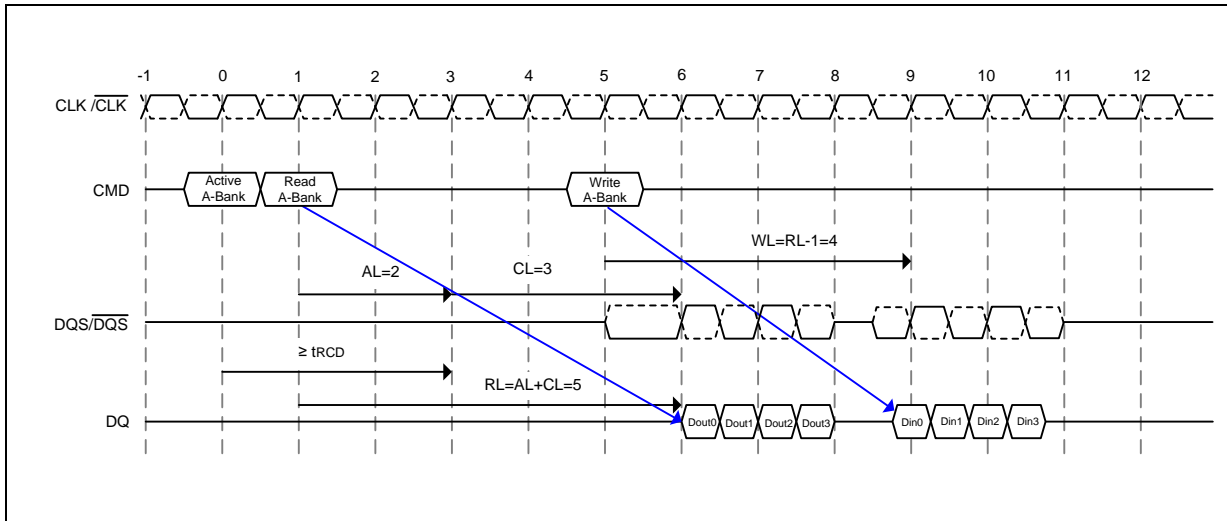 -1 0 1 2 3 4 5 6 7 8 9 10 11 12
CLK /CLK
CMD
Active
A-Bank
Read
A-Bank
Write
A-Bank
WL=RL-1=4
AL=2
CL=3
DQS/DQS
≥ tRCD
RL=AL+CL=5
DQ
Dout0
Dout1
Dout2
Dout3
Din0
Din1
Din2
Din3